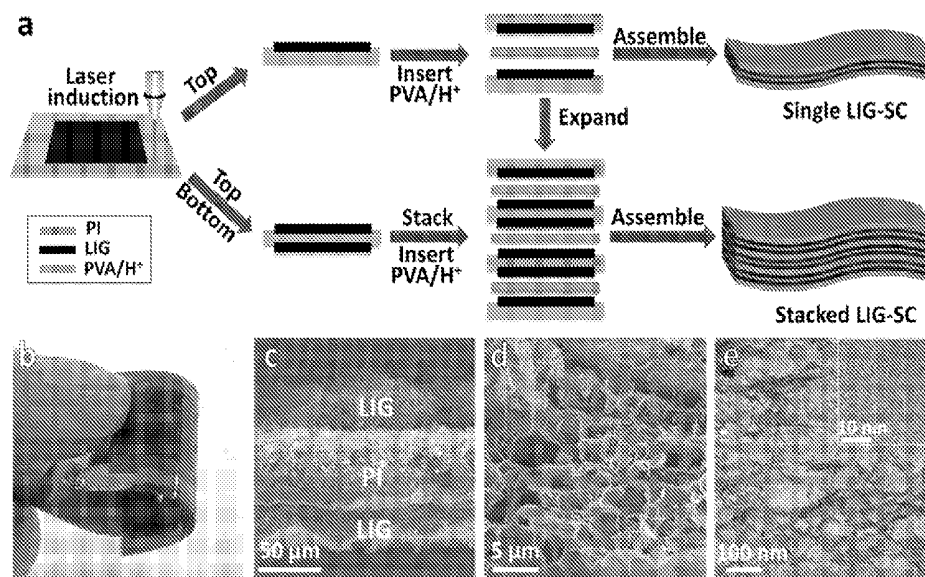 a
Laser
induction
Top
Top
Bottom
Insert
PVA/H⁺
Assemble
Single LIG-SC
Expand
Stack
Insert
PVA/H⁺
Assemble
Stacked LIG-SC
PI
LIG
PVA/H⁺
b
c
LIG
PI
LIG
50 µm
d
5 µm
e
10 nm
100 nm